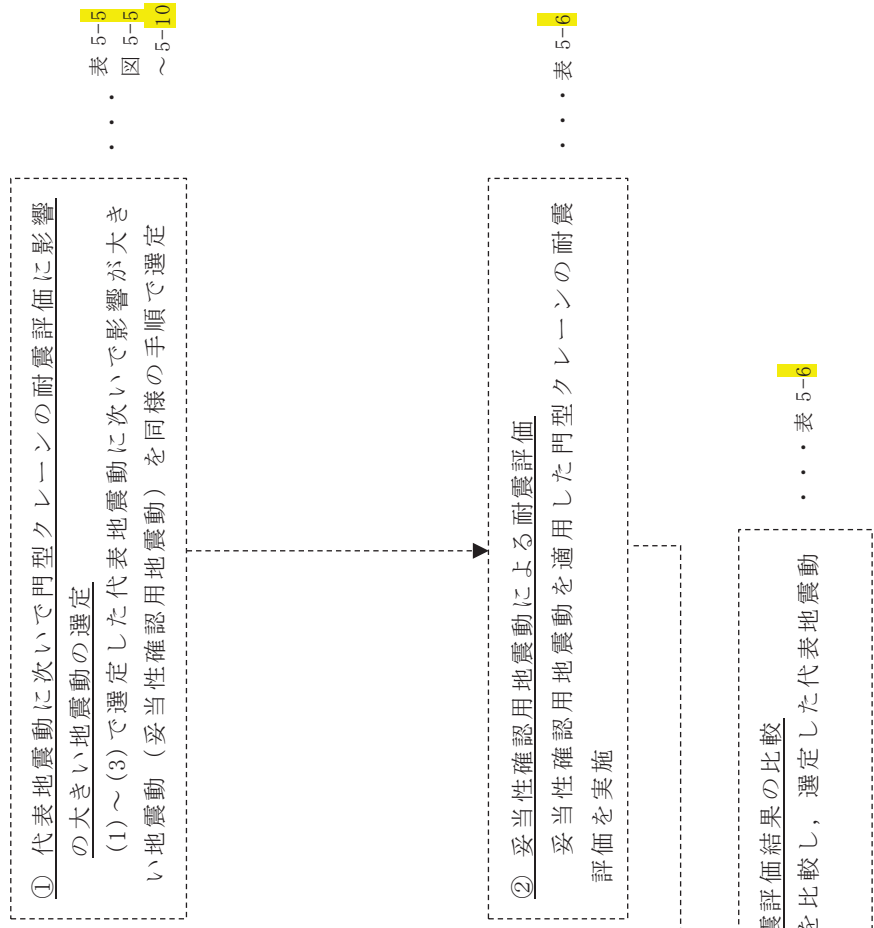 ① 代表地震動に次いで門型クレーンの耐震評価に影響
の大きい地震動の選定
(1)～(3)で選定した代表地震動に次いで影響が大き
い地震動（妥当性確認用地震動）を同様の手順で選定
・・・表 5-5
図 5-5
～5-10
② 妥当性確認用地震動による耐震評価
妥当性確認用地震動を適用した門型クレーンの耐震
評価を実施
・・・表 5-6
震評価結果の比較
を比較し，選定した代表地震動
・・・表 5-6